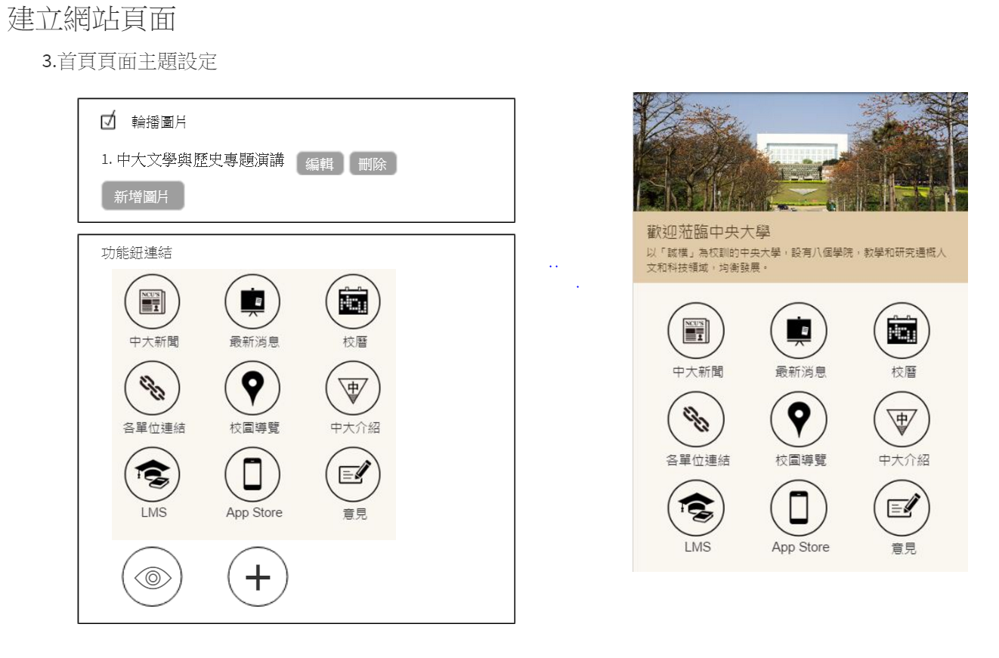 建立網站頁面
3.首頁頁面主題設定
輪播圖片
1. 中大文學與歷史專題演講 編輯 刪除
新增圖片
功能鈕連結
NCU'S
NCU
中大新聞 最新消息 校曆
中
各單位連結 校園導覽 中大介紹
LMS App Store 意見
歡迎蒞臨中央大學
以「誠樸」為校訓的中央大學，設有八個學院，教學和研究遍概人
文和科技領域，均衡發展。
NCU'S
NCU
中大新聞 最新消息 校曆
中
各單位連結 校園導覽 中大介紹
LMS App Store 意見